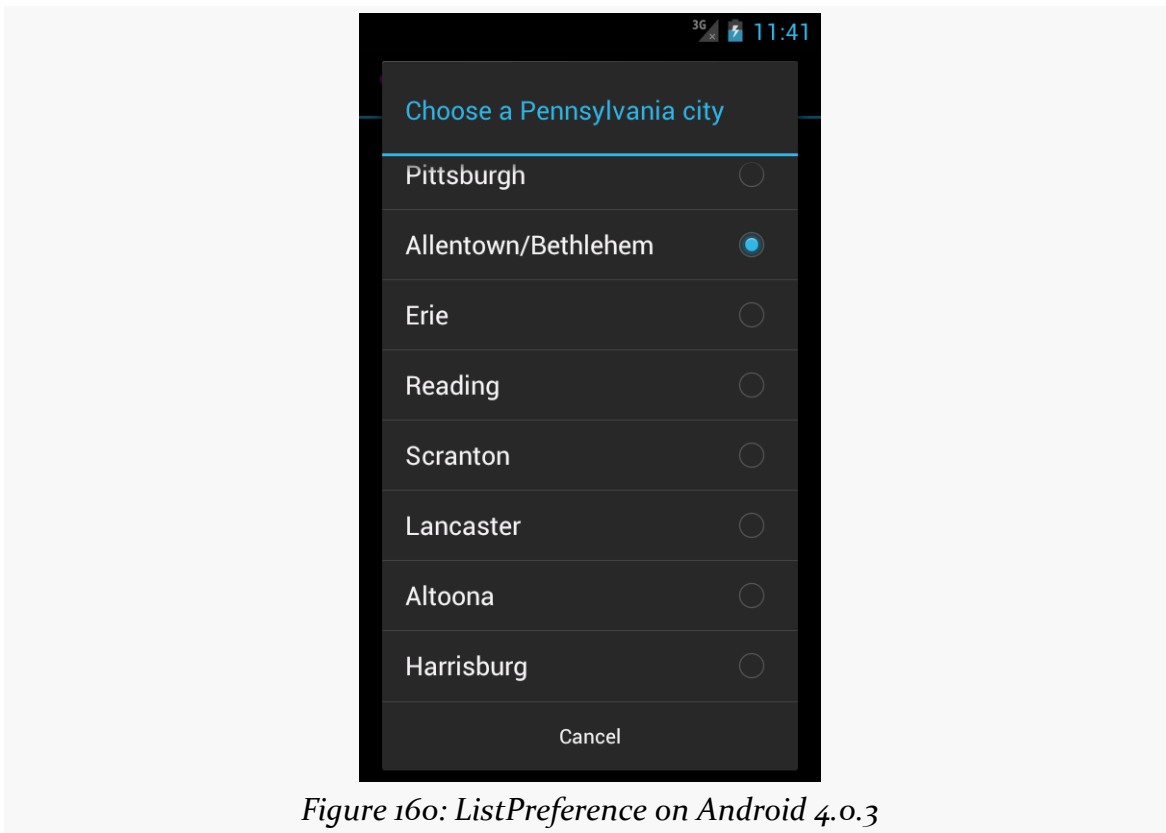 3G 11:41
Choose a Pennsylvania city
Pittsburgh
Allentown/Bethlehem
Erie
Reading
Scranton
Lancaster
Altoona
Harrisburg
Cancel
Figure 160: ListPreference on Android 4.0.3